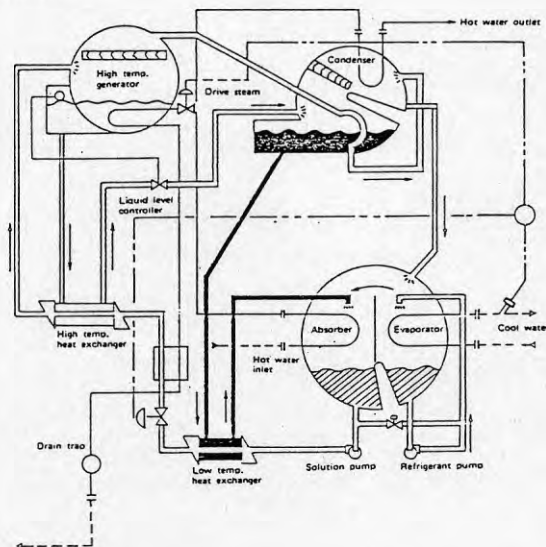 Hot water outlet
Condenser
High temp.
generator
Drive steam
Liquid level
controller
High temp.
heat exchanger
Absorber
Evaporator
Cool water
Hot water
inlet
Drain trap
Low temp.
heat exchanger
Solution pump
Refrigerant pump